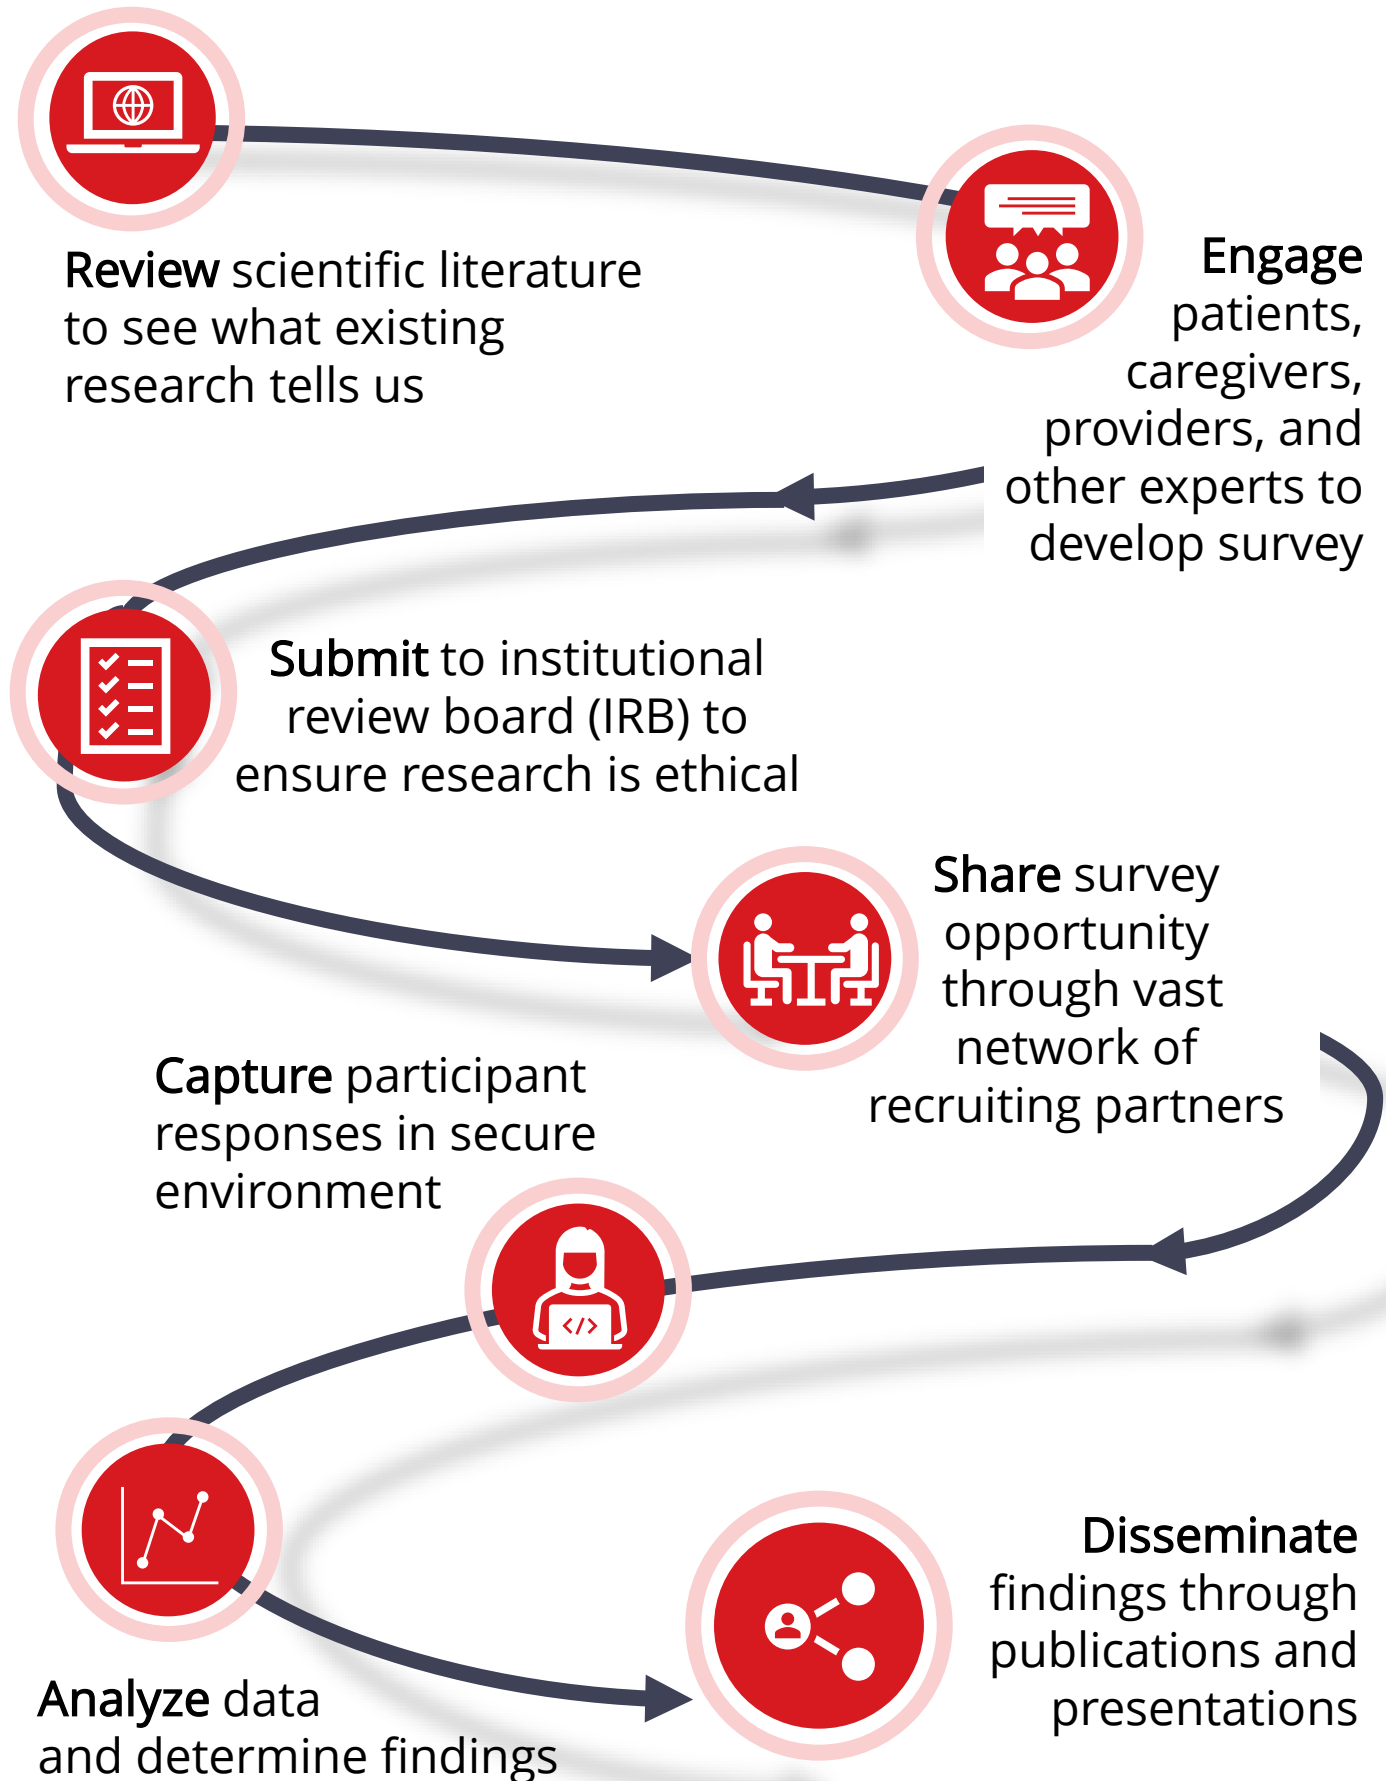 Review scientific literature
to see what existing
research tells us
Engage
patients,
caregivers,
providers, and
other experts to
develop survey
Submit to institutional
review board (IRB) to
ensure research is ethical
Share survey
opportunity
through vast
network of
recruiting partners
Capture participant
responses in secure
environment
</>
Analyze data
and determine findings
Disseminate
findings through
publications and
presentations